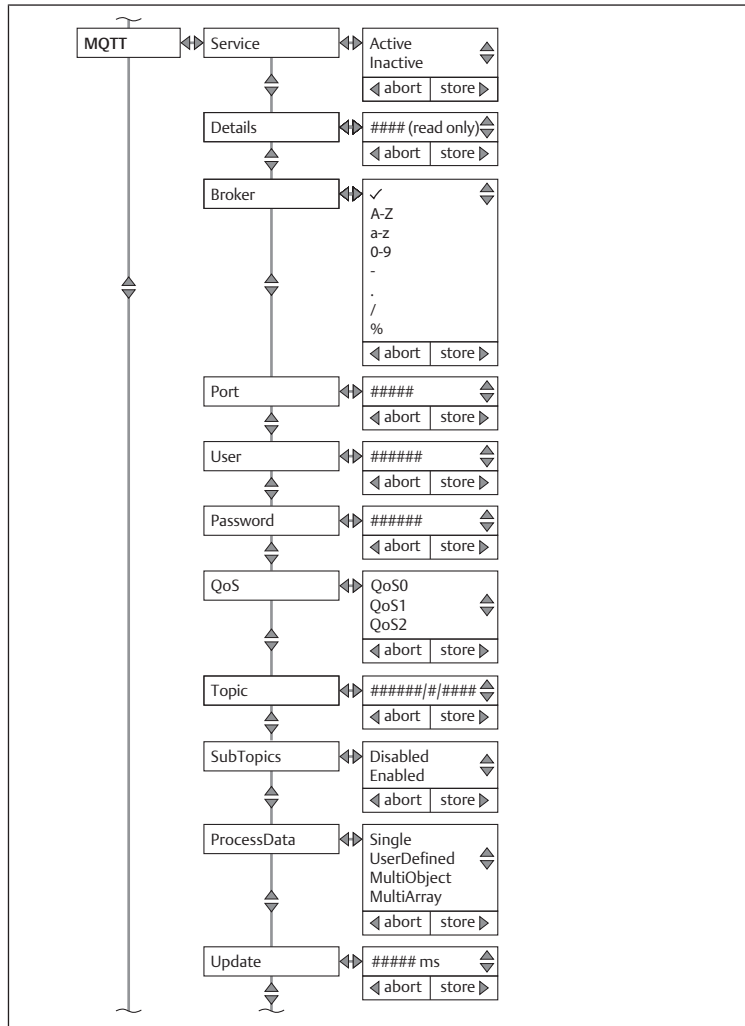 MQTT
Service
Active
Inactive
abort store
Details
#### (read only)
abort store
Broker
✓
A-Z
a-z
0-9
-
.
/
%
abort store
Port
#####
abort store
User
######
abort store
Password
######
abort store
QoS
QoS0
QoS1
QoS2
abort store
Topic
######/#/####
abort store
SubTopics
Disabled
Enabled
abort store
ProcessData
Single
UserDefined
MultiObject
MultiArray
abort store
Update
##### ms
abort store